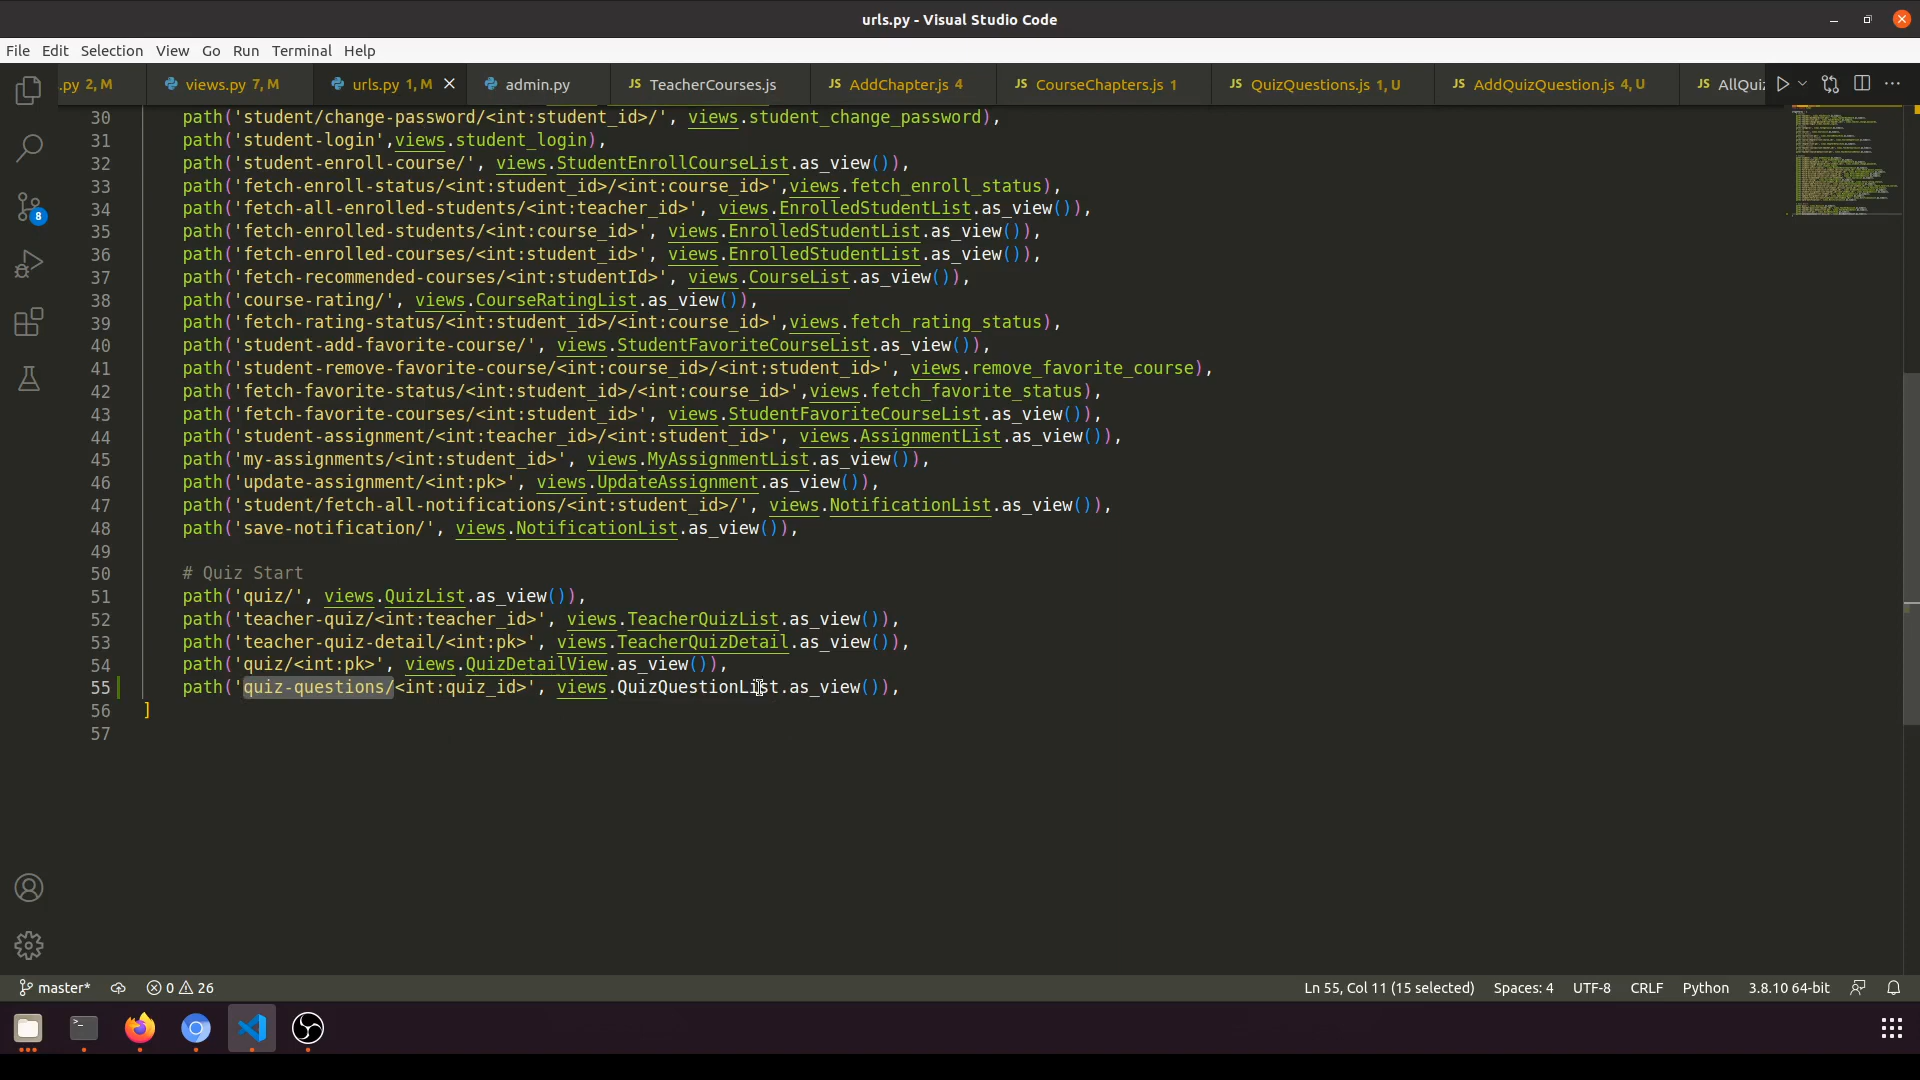 urls.py - Visual Studio Code
File Edit Selection View Go Run Terminal Help
.py 2, M views.py 7, M urls.py 1, M admin.py JS TeacherCourses.js JS AddChapter.js 4 JS CourseChapters.js 1 JS QuizQuestions.js 1, U JS AddQuizQuestion.js 4, U JS AllQuiz
30 path('student/change-password/<int:student_id>/', views.student_change_password),
31 path('student-login',views.student_login),
32 path('student-enroll-course/', views.StudentEnrollCourseList.as_view()),
33 path('fetch-enroll-status/<int:student_id>/<int:course_id>',views.fetch_enroll_status),
34 path('fetch-all-enrolled-students/<int:teacher_id>', views.EnrolledStudentList.as_view()),
35 path('fetch-enrolled-students/<int:course_id>', views.EnrolledStudentList.as_view()),
36 path('fetch-enrolled-courses/<int:student_id>', views.EnrolledStudentList.as_view()),
37 path('fetch-recommended-courses/<int:studentId>', views.CourseList.as_view()),
38 path('course-rating/', views.CourseRatingList.as_view()),
39 path('fetch-rating-status/<int:student_id>/<int:course_id>',views.fetch_rating_status),
40 path('student-add-favorite-course/', views.StudentFavoriteCourseList.as_view()),
41 path('student-remove-favorite-course/<int:course_id>/<int:student_id>', views.remove_favorite_course),
42 path('fetch-favorite-status/<int:student_id>/<int:course_id>',views.fetch_favorite_status),
43 path('fetch-favorite-courses/<int:student_id>', views.StudentFavoriteCourseList.as_view()),
44 path('student-assignment/<int:teacher_id>/<int:student_id>', views.AssignmentList.as_view()),
45 path('my-assignments/<int:student_id>', views.MyAssignmentList.as_view()),
46 path('update-assignment/<int:pk>', views.UpdateAssignment.as_view()),
47 path('student/fetch-all-notifications/<int:student_id>/', views.NotificationList.as_view()),
48 path('save-notification/', views.NotificationList.as_view()),
49
50 # Quiz Start
51 path('quiz/', views.QuizList.as_view()),
52 path('teacher-quiz/<int:teacher_id>', views.TeacherQuizList.as_view()),
53 path('teacher-quiz-detail/<int:pk>', views.TeacherQuizDetail.as_view()),
54 path('quiz/<int:pk>', views.QuizDetailView.as_view()),
55 path('quiz-questions/<int:quiz_id>', views.QuizQuestionList.as_view()),
56 ]
57
8
master* 0 26 Ln 55, Col 11 (15 selected) Spaces: 4 UTF-8 CRLF Python 3.8.10 64-bit